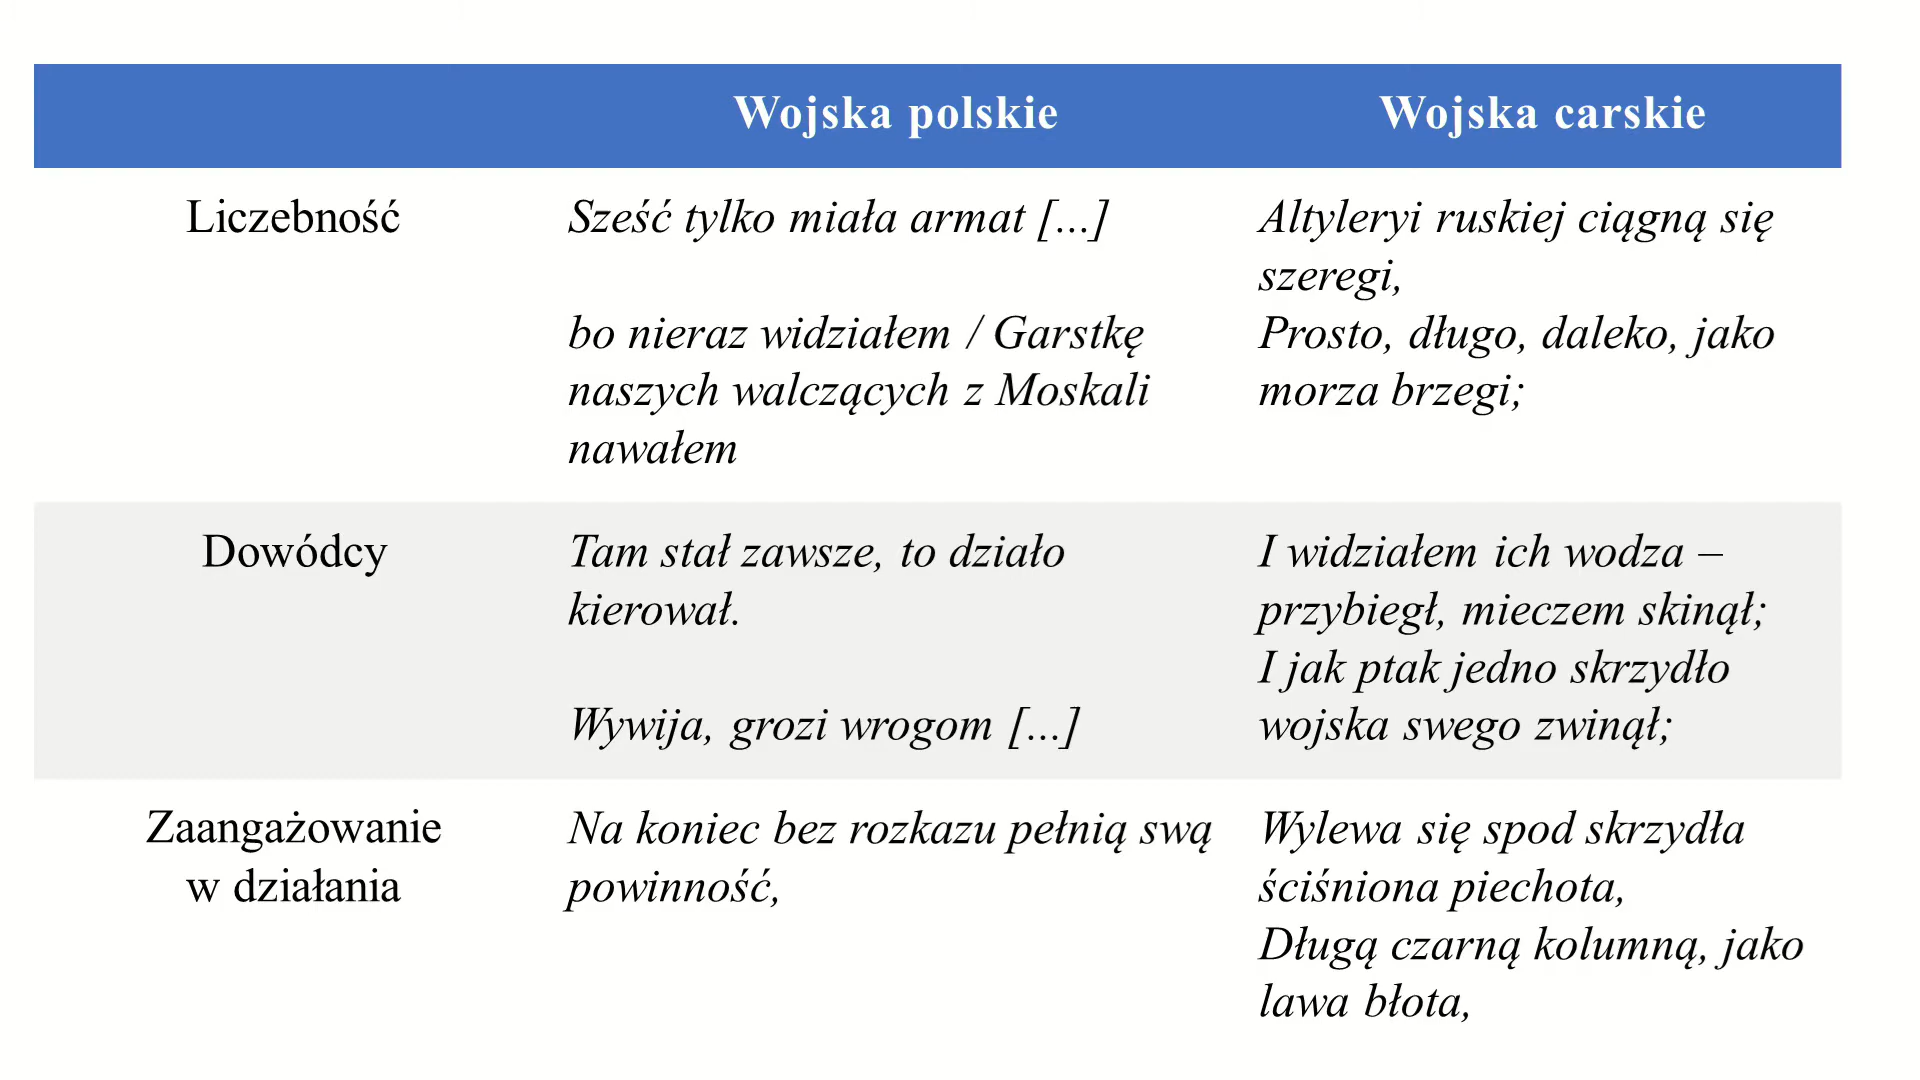 Wojska polskie
Wojska carskie
Liczebność
Sześć tylko miała armat [...]
bo nieraz widziałem / Garstkę
naszych walczących z Moskali
nawałem
Altyleryi ruskiej ciągną się
szeregi,
Prosto, długo, daleko, jako
morza brzegi;
Dowódcy
Tam stał zawsze, to działo
kierował.
Wywija, grozi wrogom [...]
I widziałem ich wodza –
przybiegł, mieczem skinął;
I jak ptak jedno skrzydło
wojska swego zwinął;
Zaangażowanie
w działania
Na koniec bez rozkazu pełnią swą
powinność,
Wylewa się spod skrzydła
ściśniona piechota,
Długą czarną kolumną, jako
lawa błota,